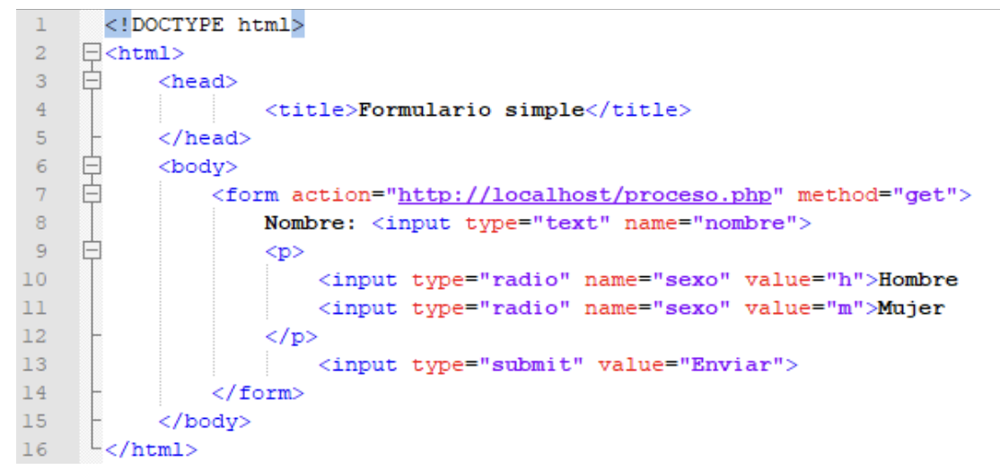 1 <!DOCTYPE html>
2 <html>
3 <head>
4 <title>Formulario simple</title>
5 </head>
6 <body>
7 <form action="http://localhost/proceso.php" method="get">
8 Nombre: <input type="text" name="nombre">
9 <p>
10 <input type="radio" name="sexo" value="h">Hombre
11 <input type="radio" name="sexo" value="m">Mujer
12 </p>
13 <input type="submit" value="Enviar">
14 </form>
15 </body>
16 </html>